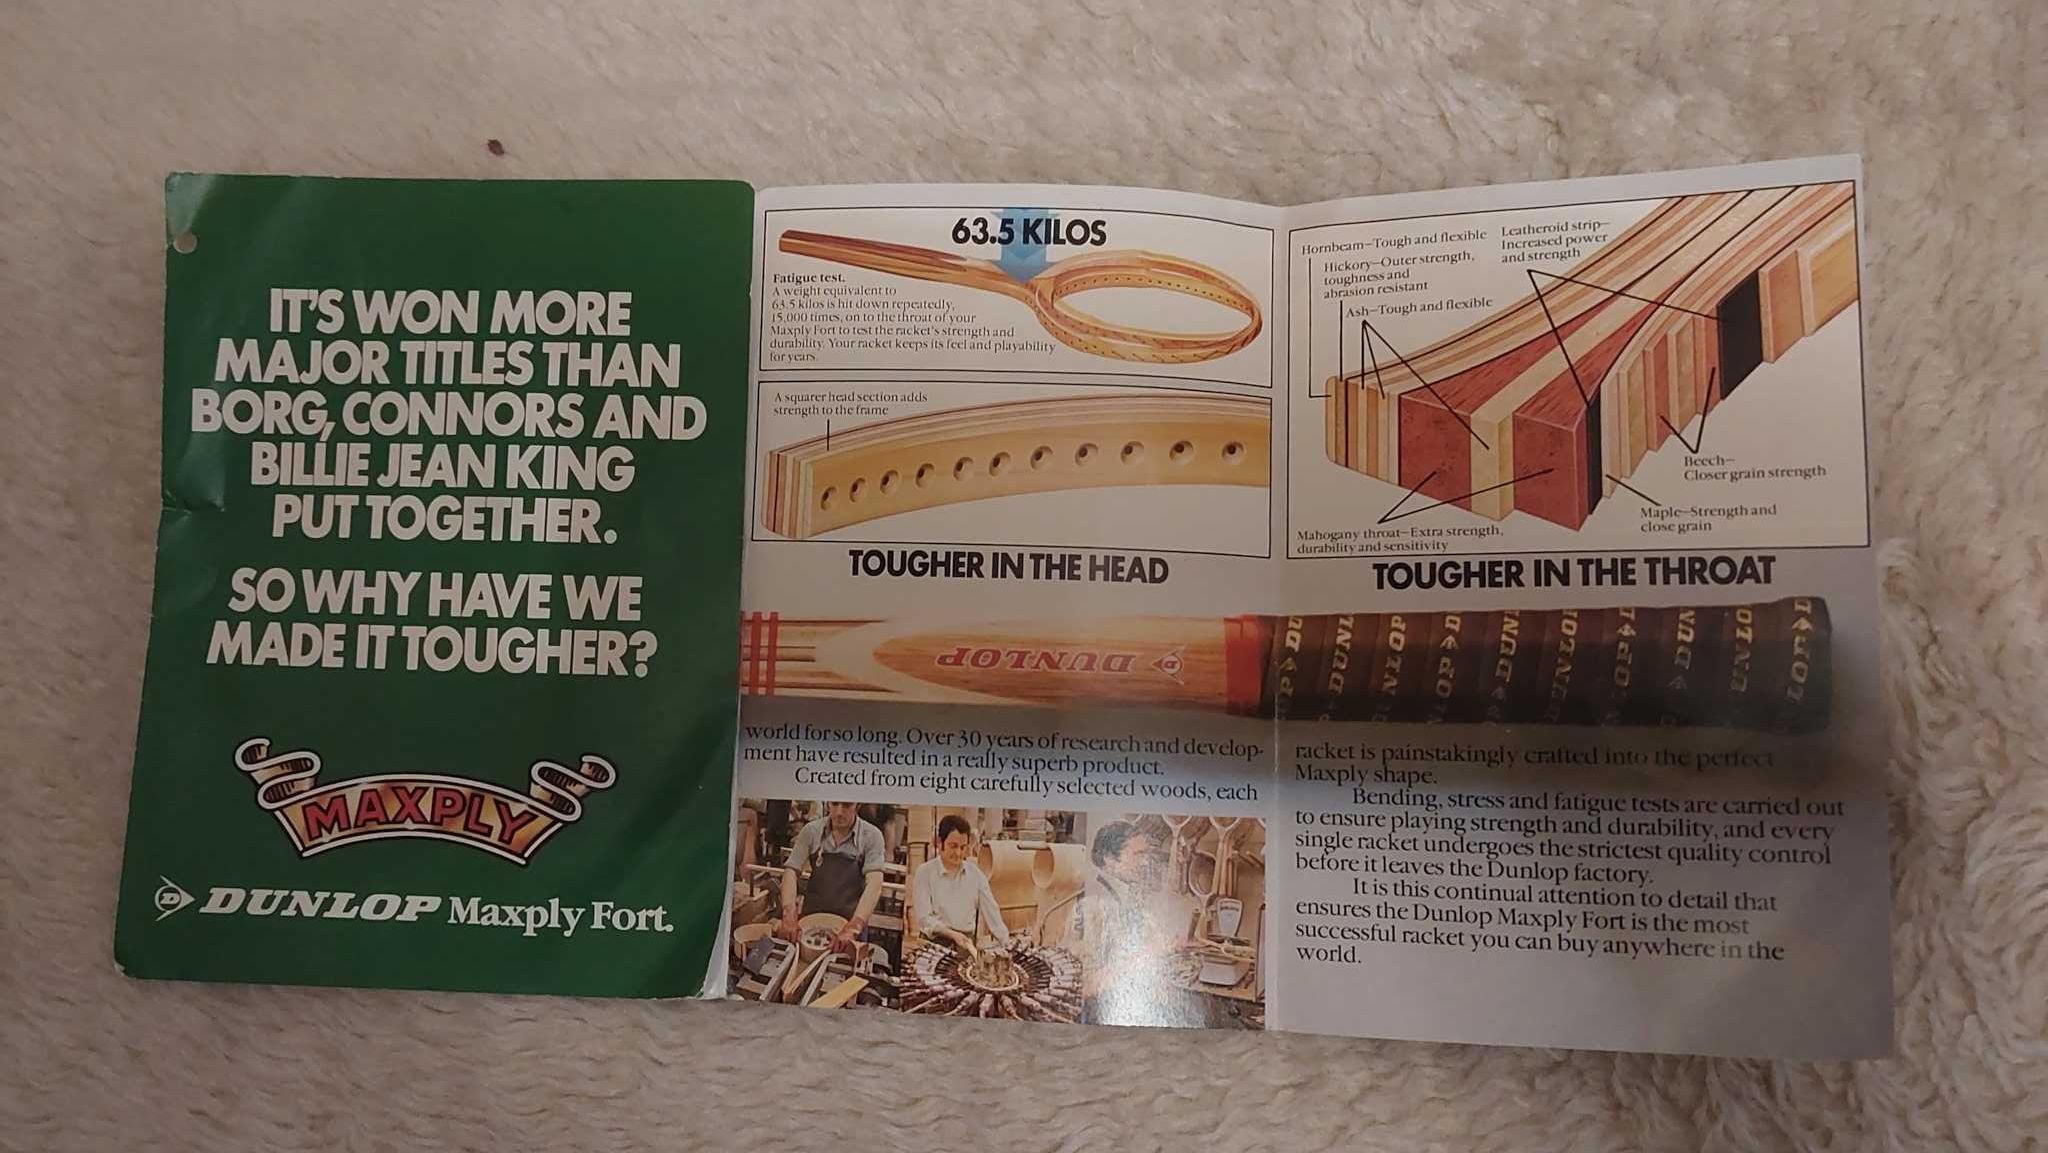 IT'S WON MORE
MAJOR TITLES THAN
BORG, CONNORS AND
BILLIE JEAN KING
PUT TOGETHER.
SO WHY HAVE WE
MADE IT TOUGHER?
MAXPLY
D DUNLOP Maxply Fort.
63.5 KILOS
Fatigue test.
A weight equivalent to
63.5 kilos is hit down repeatedly,
15,000 times, on to the throat of your
Maxply Fort to test the racket's strength and
durability. Your racket keeps its feel and playability
for years.
A squarer head section adds
strength to the frame
TOUGHER IN THE HEAD
Hornbeam—Tough and flexible
Hickory—Outer strength,
toughness and
abrasion resistant
Ash—Tough and flexible
Leatheroid strip—
Increased power
and strength
Beech—
Closer grain strength
Maple—Strength and
close grain
Mahogany throat—Extra strength,
durability and sensitivity
TOUGHER IN THE THROAT
DUNLOP
DU
DUNL
DUNLOP
LOP D
DUNL
DUNLOP
LOP
DUN
DUNLO
LOP
world for so long. Over 30 years of research and develop-
ment have resulted in a really superb product.
Created from eight carefully selected woods, each
racket is painstakingly crafted into the perfect
Maxply shape.
Bending, stress and fatigue tests are carried out
to ensure playing strength and durability, and every
single racket undergoes the strictest quality control
before it leaves the Dunlop factory.
It is this continual attention to detail that
ensures the Dunlop Maxply Fort is the most
successful racket you can buy anywhere in the
world.